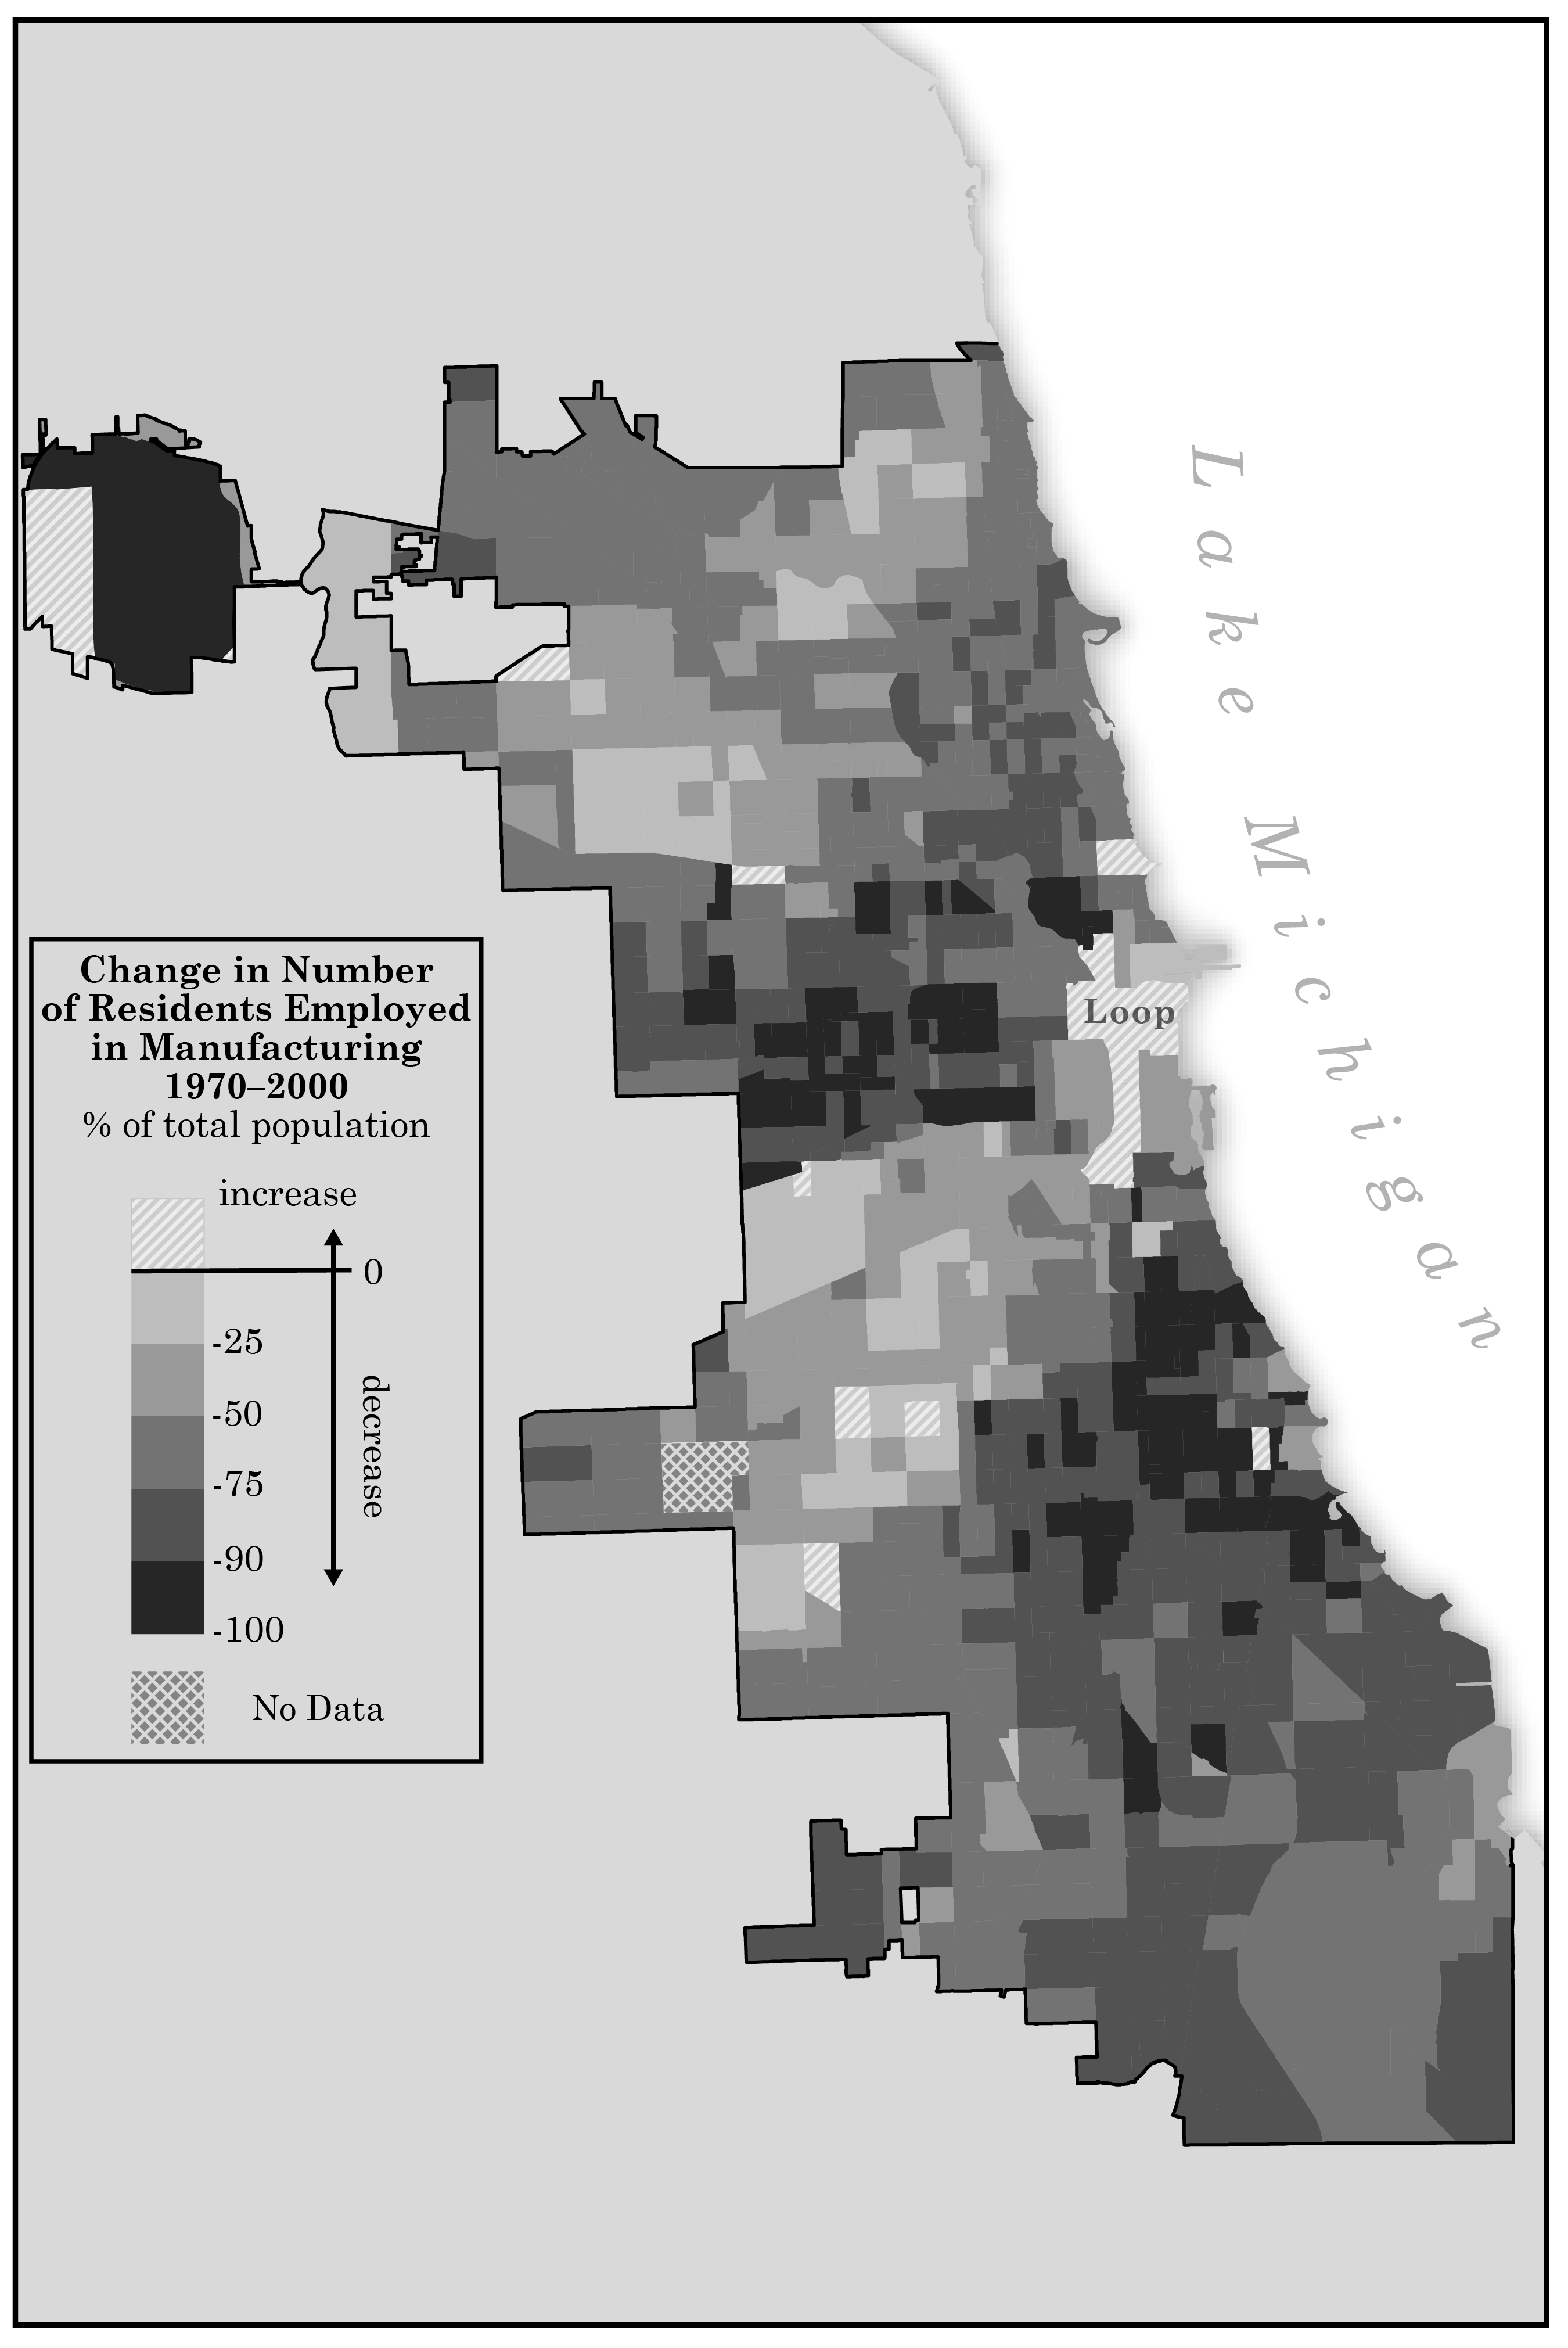 Lake Michigan
Loop
Change in Number
of Residents Employed
in Manufacturing
1970–2000
% of total population
increase
0
-25
-50
decrease
-75
-90
-100
No Data